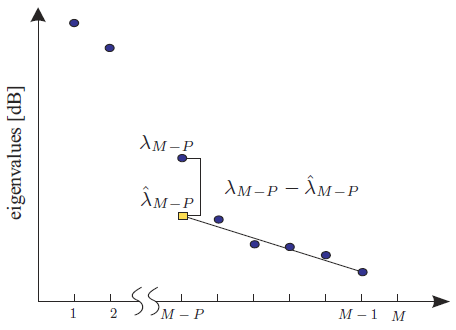 eigenvalues [dB]
λ_{M−P}
λ̂_{M−P}
λ_{M−P} − λ̂_{M−P}
1 2 M − P M − 1 M